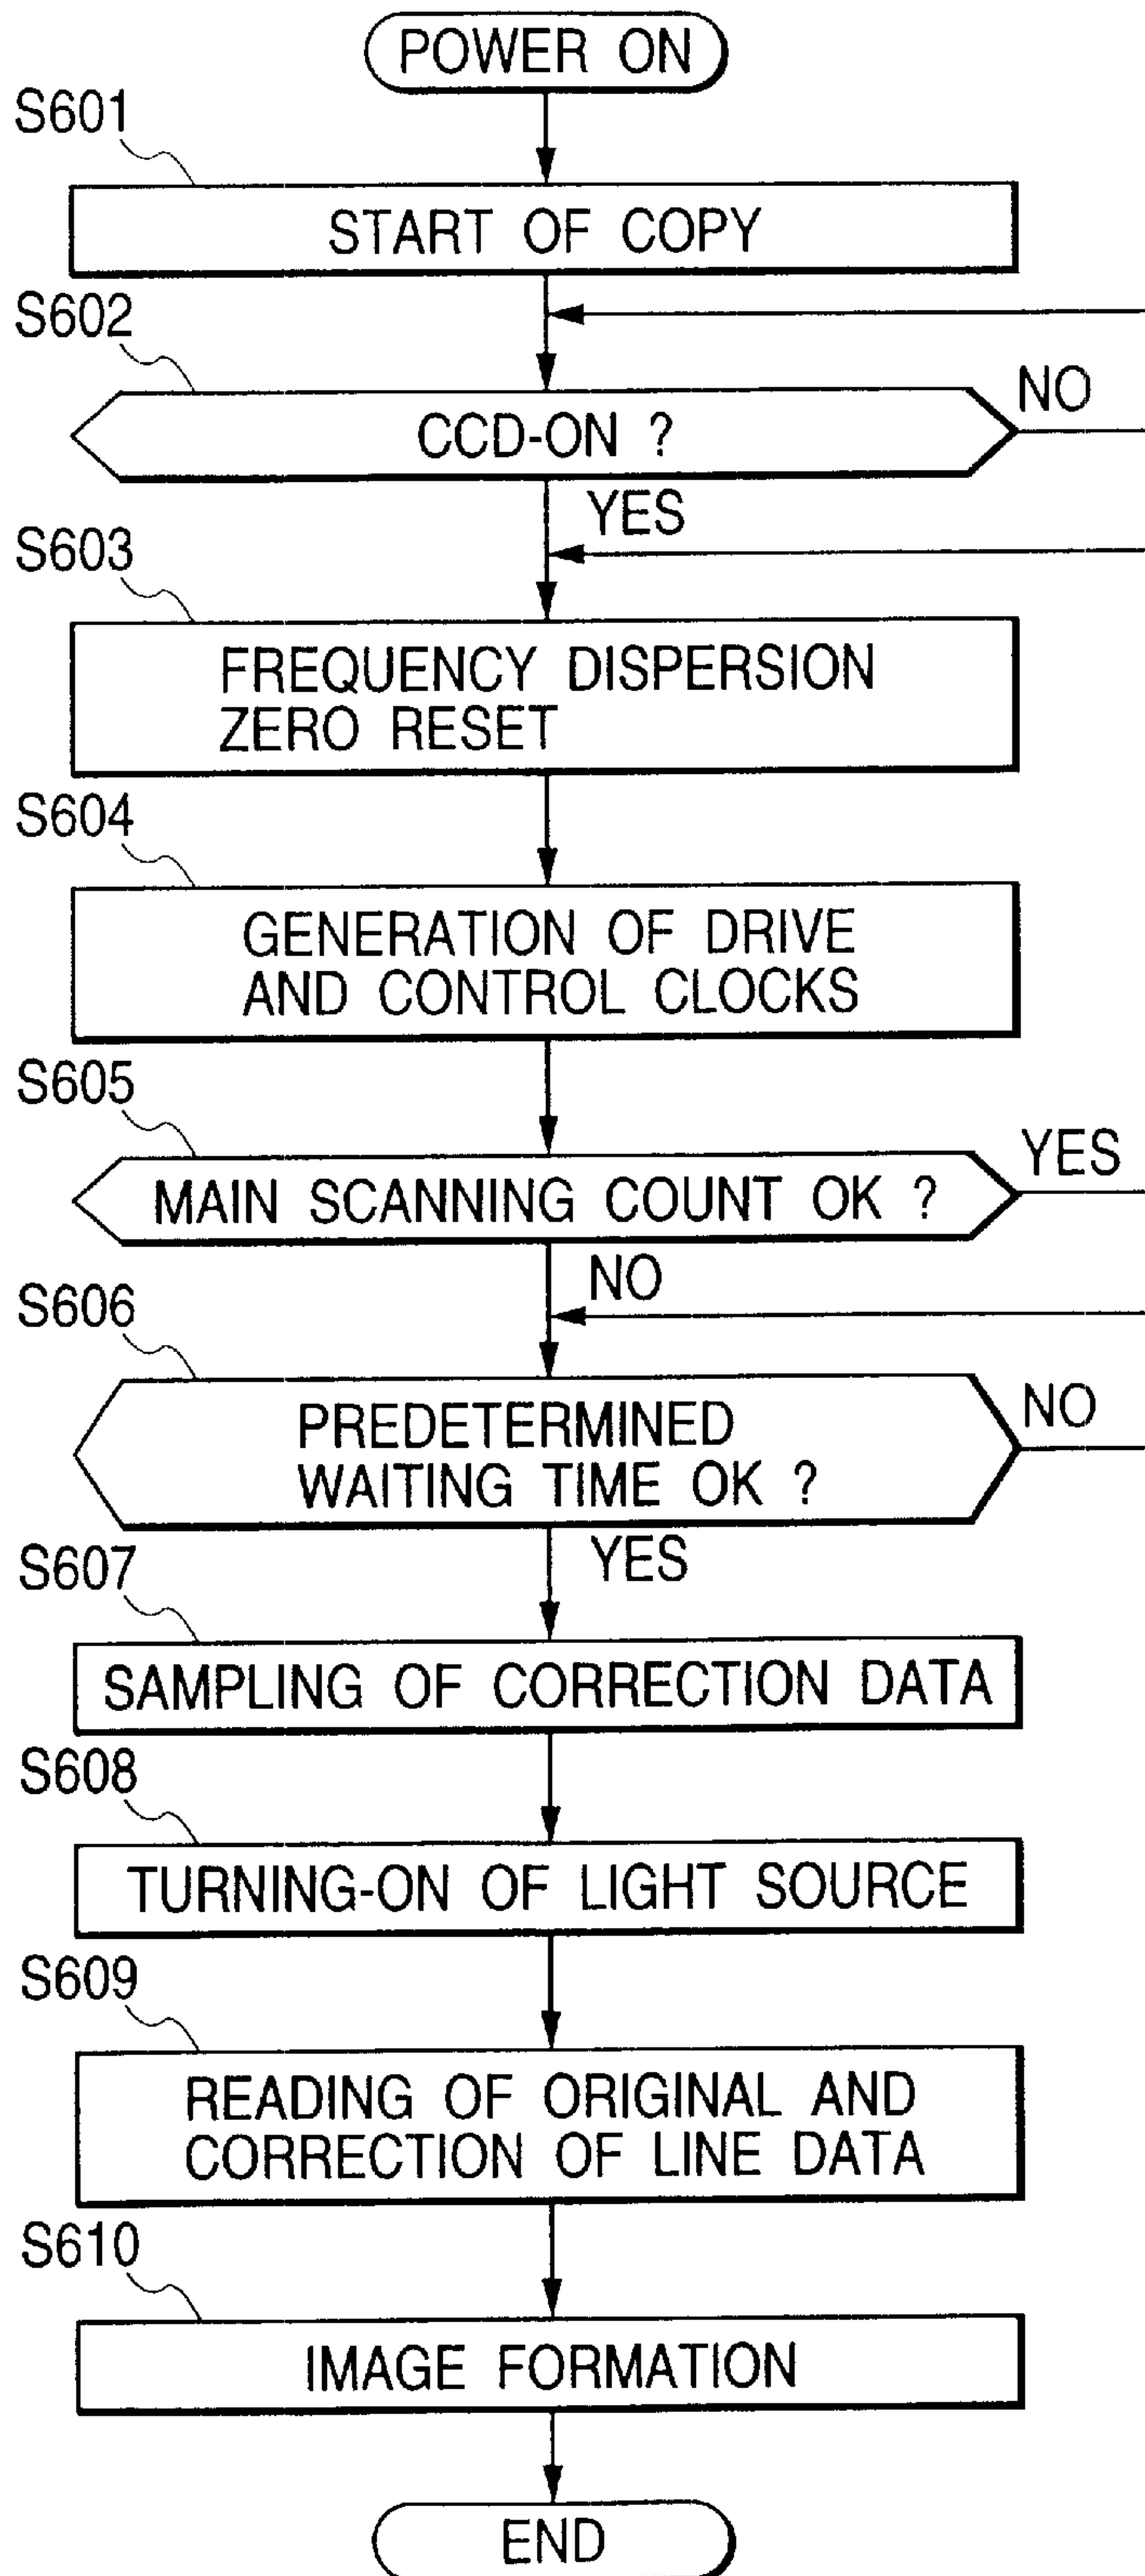 POWER ON
S601
START OF COPY
S602
CCD-ON ?
NO
YES
S603
FREQUENCY DISPERSION
ZERO RESET
S604
GENERATION OF DRIVE
AND CONTROL CLOCKS
S605
MAIN SCANNING COUNT OK ?
YES
NO
S606
PREDETERMINED
WAITING TIME OK ?
NO
YES
S607
SAMPLING OF CORRECTION DATA
S608
TURNING-ON OF LIGHT SOURCE
S609
READING OF ORIGINAL AND
CORRECTION OF LINE DATA
S610
IMAGE FORMATION
END